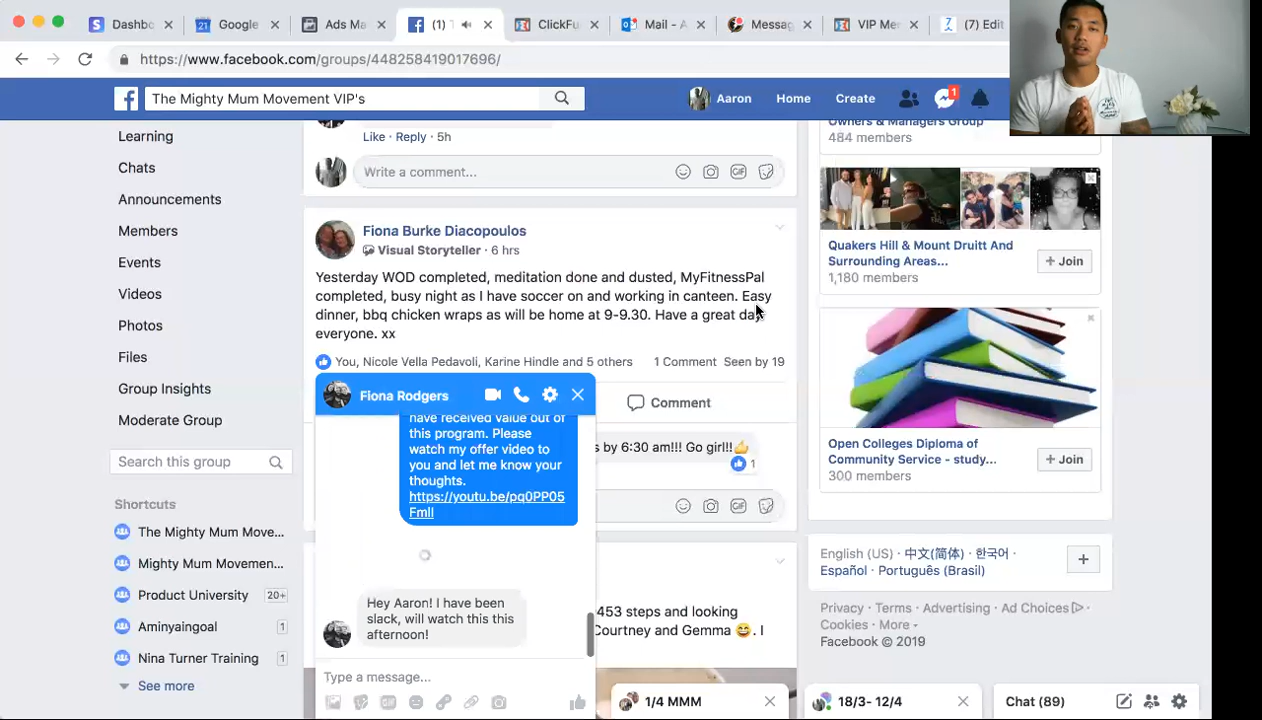 Dashbo
Google
Ads Ma
(1)
ClickFu
Mail - A
Messag
VIP Me
(7) Edit
https://www.facebook.com/groups/448258419017696/
The Mighty Mum Movement VIP's
Aaron
Home
Create
1
Learning
Chats
Announcements
Members
Events
Videos
Photos
Files
Group Insights
Moderate Group
Search this group
Shortcuts
The Mighty Mum Move...
Mighty Mum Movemen...
Product University
20+
Aminyaingoal
1
Nina Turner Training
1
See more
Like · Reply · 5h
Write a comment...
GIF
Fiona Burke Diacopoulos
Visual Storyteller · 6 hrs
Yesterday WOD completed, meditation done and dusted, MyFitnessPal
completed, busy night as I have soccer on and working in canteen. Easy
dinner, bbq chicken wraps as will be home at 9-9.30. Have a great day
everyone. xx
You, Nicole Vella Pedavoli, Karine Hindle and 5 others
1 Comment
Seen by 19
Comment
s by 6:30 am!!! Go girl!!👍
1
GIF
453 steps and looking
Courtney and Gemma 😅. I
Fiona Rodgers
have received value out of
this program. Please
watch my offer video to
you and let me know your
thoughts.
https://youtu.be/pq0PP05
FmlI
Hey Aaron! I have been
slack, will watch this this
afternoon!
Type a message...
GIF
1/4 MMM
18/3- 12/4
Chat (89)
Owners & Managers Group
484 members
Quakers Hill & Mount Druitt And
Surrounding Areas...
1,180 members
+ Join
Open Colleges Diploma of
Community Service - study...
300 members
+ Join
English (US) · 中文(简体) · 한국어 ·
Español · Português (Brasil)
Privacy · Terms · Advertising · Ad Choices ·
Cookies · More
Facebook © 2019